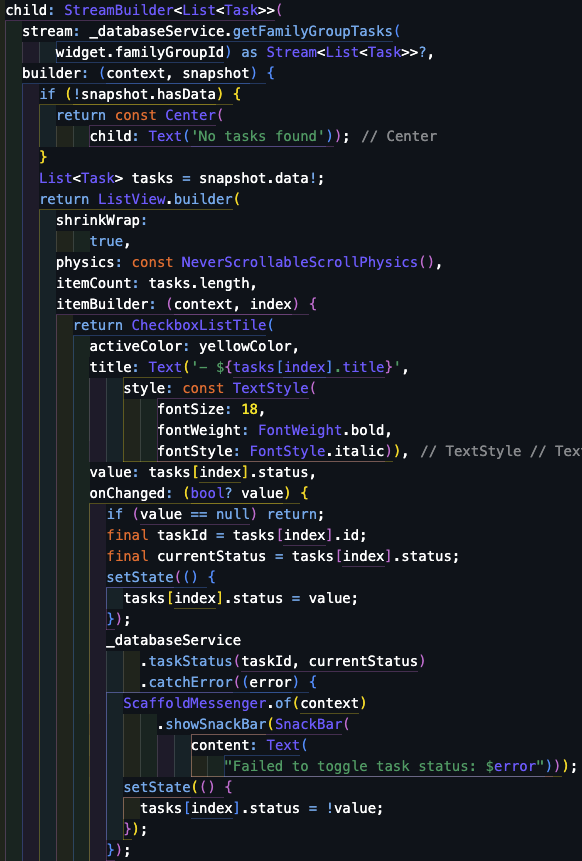 child: StreamBuilder<List<Task>>(
stream: _databaseService.getFamilyGroupTasks(
widget.familyGroupId) as Stream<List<Task>>?,
builder: (context, snapshot) {
if (!snapshot.hasData) {
return const Center(
child: Text('No tasks found')); // Center
}
List<Task> tasks = snapshot.data!;
return ListView.builder(
shrinkWrap:
true,
physics: const NeverScrollableScrollPhysics(),
itemCount: tasks.length,
itemBuilder: (context, index) {
return CheckboxListTile(
activeColor: yellowColor,
title: Text('- ${tasks[index].title}',
style: const TextStyle(
fontSize: 18,
fontWeight: FontWeight.bold,
fontStyle: FontStyle.italic)), // TextStyle // Tex
value: tasks[index].status,
onChanged: (bool? value) {
if (value == null) return;
final taskId = tasks[index].id;
final currentStatus = tasks[index].status;
setState(() {
tasks[index].status = value;
});
_databaseService
.taskStatus(taskId, currentStatus)
.catchError((error) {
ScaffoldMessenger.of(context)
.showSnackBar(SnackBar(
content: Text(
"Failed to toggle task status: $error")));
setState(() {
tasks[index].status = !value;
});
});